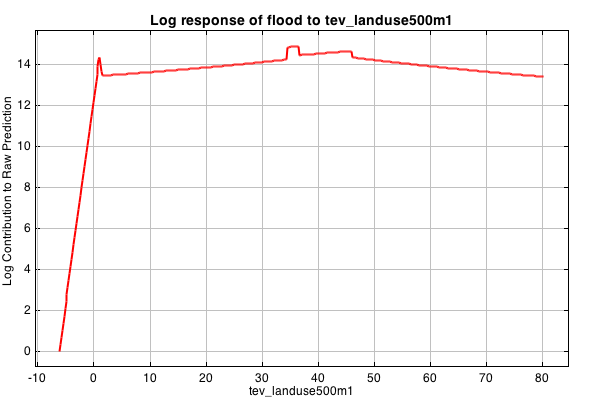 Log response of flood to tev_landuse500m1
Log Contribution to Raw Prediction
14
12
10
8
6
4
2
0
-10 0 10 20 30 40 50 60 70 80
tev_landuse500m1